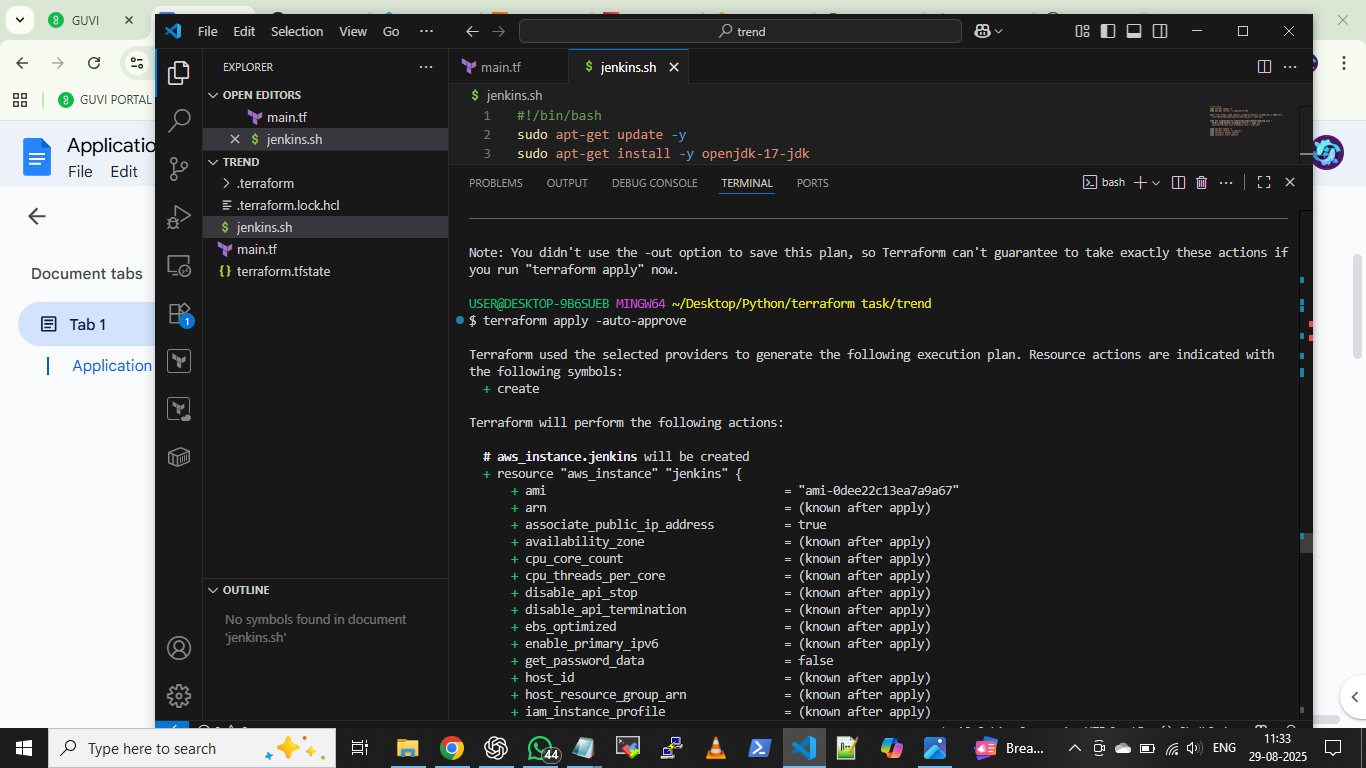 GUVI
GUVI PORTAL
Applicatio
File Edit
Document tabs
Tab 1
Application
File Edit Selection View Go
trend
EXPLORER
OPEN EDITORS
main.tf
jenkins.sh
TREND
.terraform
.terraform.lock.hcl
jenkins.sh
main.tf
terraform.tfstate
OUTLINE
No symbols found in document
'jenkins.sh'
1
main.tf
jenkins.sh
jenkins.sh
1 #!/bin/bash
2 sudo apt-get update -y
3 sudo apt-get install -y openjdk-17-jdk
PROBLEMS OUTPUT DEBUG CONSOLE TERMINAL PORTS
bash
Note: You didn't use the -out option to save this plan, so Terraform can't guarantee to take exactly these actions if
you run "terraform apply" now.
USER@DESKTOP-9B6SUEB MINGW64 ~/Desktop/Python/terraform task/trend
$ terraform apply -auto-approve
Terraform used the selected providers to generate the following execution plan. Resource actions are indicated with
the following symbols:
+ create
Terraform will perform the following actions:
# aws_instance.jenkins will be created
+ resource "aws_instance" "jenkins" {
+ ami = "ami-0dee22c13ea7a9a67"
+ arn = (known after apply)
+ associate_public_ip_address = true
+ availability_zone = (known after apply)
+ cpu_core_count = (known after apply)
+ cpu_threads_per_core = (known after apply)
+ disable_api_stop = (known after apply)
+ disable_api_termination = (known after apply)
+ ebs_optimized = (known after apply)
+ enable_primary_ipv6 = (known after apply)
+ get_password_data = false
+ host_id = (known after apply)
+ host_resource_group_arn = (known after apply)
+ iam_instance_profile = (known after apply)
Type here to search
44
Brea...
ENG
11:33
29-08-2025